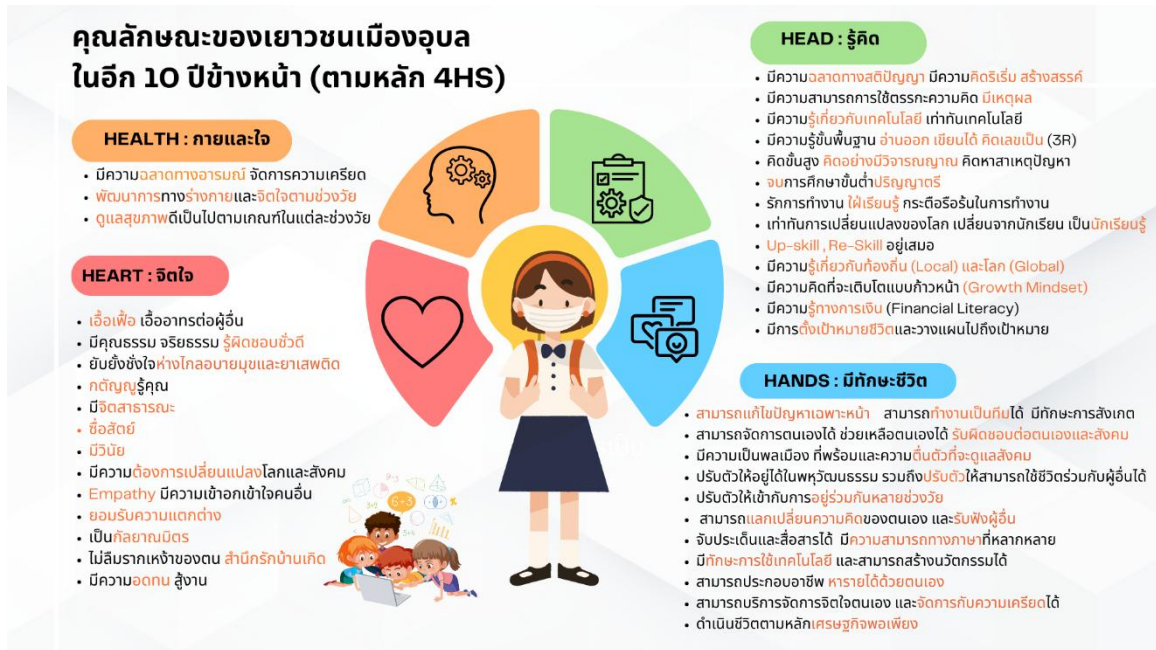 คุณลักษณะของเยาวชนเมืองอุบล
ในอีก 10 ปีข้างหน้า (ตามหลัก 4HS)
HEALTH : กายและใจ
• มีความฉลาดทางอารมณ์ จัดการความเครียด
• พัฒนาการทางร่างกายและจิตใจตามช่วงวัย
• ดูแลสุขภาพดีเป็นไปตามเกณฑ์ในแต่ละช่วงวัย
HEART : จิตใจ
• เอื้อเฟื้อ เอื้ออาทรต่อผู้อื่น
• มีคุณธรรม จริยธรรม รู้ผิดชอบชั่วดี
• ยับยั้งชั่งใจห่างไกลอบายมุขและยาเสพติด
• กตัญญูรู้คุณ
• มีจิตสาธารณะ
• ซื่อสัตย์
• มีวินัย
• มีความต้องการเปลี่ยนแปลงโลกและสังคม
• Empathy มีความเข้าอกเข้าใจคนอื่น
• ยอมรับความแตกต่าง
• เป็นกัลยาณมิตร
• ไม่ลืมรากเหง้าของตน สำนึกรักบ้านเกิด
• มีความอดทน สู้งาน
HEAD : รู้คิด
• มีความฉลาดทางสติปัญญา มีความคิดริเริ่ม สร้างสรรค์
• มีความสามารถการใช้ตรรกะความคิด มีเหตุผล
• มีความรู้เกี่ยวกับเทคโนโลยี เท่าทันเทคโนโลยี
• มีความรู้ขั้นพื้นฐาน อ่านออก เขียนได้ คิดเลขเป็น (3R)
• คิดขั้นสูง คิดอย่างมีวิจารณญาณ คิดหาสาเหตุปัญหา
• จบการศึกษาขั้นต่ำปริญญาตรี
• รักการทำงาน ใฝ่เรียนรู้ กระตือรือร้นในการทำงาน
• เท่าทันการเปลี่ยนแปลงของโลก เปลี่ยนจากนักเรียน เป็นนักเรียนรู้
• Up-skill , Re-Skill อยู่เสมอ
• มีความรู้เกี่ยวกับท้องถิ่น (Local) และโลก (Global)
• มีความคิดที่จะเติบโตแบบก้าวหน้า (Growth Mindset)
• มีความรู้ทางการเงิน (Financial Literacy)
• มีการตั้งเป้าหมายชีวิตและวางแผนไปถึงเป้าหมาย
HANDS : มีทักษะชีวิต
• สามารถแก้ไขปัญหาเฉพาะหน้า สามารถทำงานเป็นทีมได้ มีทักษะการสังเกต
• สามารถจัดการตนเองได้ ช่วยเหลือตนเองได้ รับผิดชอบต่อตนเองและสังคม
• มีความเป็นพลเมือง ที่พร้อมและความตื่นตัวที่จะดูแลสังคม
• ปรับตัวให้อยู่ได้ในพหุวัฒนธรรม รวมถึงปรับตัวให้สามารถใช้ชีวิตร่วมกับผู้อื่นได้
• ปรับตัวให้เข้ากับการอยู่ร่วมกันหลายช่วงวัย
• สามารถแลกเปลี่ยนความคิดของตนเอง และรับฟังผู้อื่น
• จับประเด็นและสื่อสารได้ มีความสามารถทางภาษาที่หลากหลาย
• มีทักษะการใช้เทคโนโลยี และสามารถสร้างนวัตกรรมได้
• สามารถประกอบอาชีพ หารายได้ด้วยตนเอง
• สามารถบริการจัดการจิตใจตนเอง และจัดการกับความเครียดได้
• ดำเนินชีวิตตามหลักเศรษฐกิจพอเพียง
6÷3